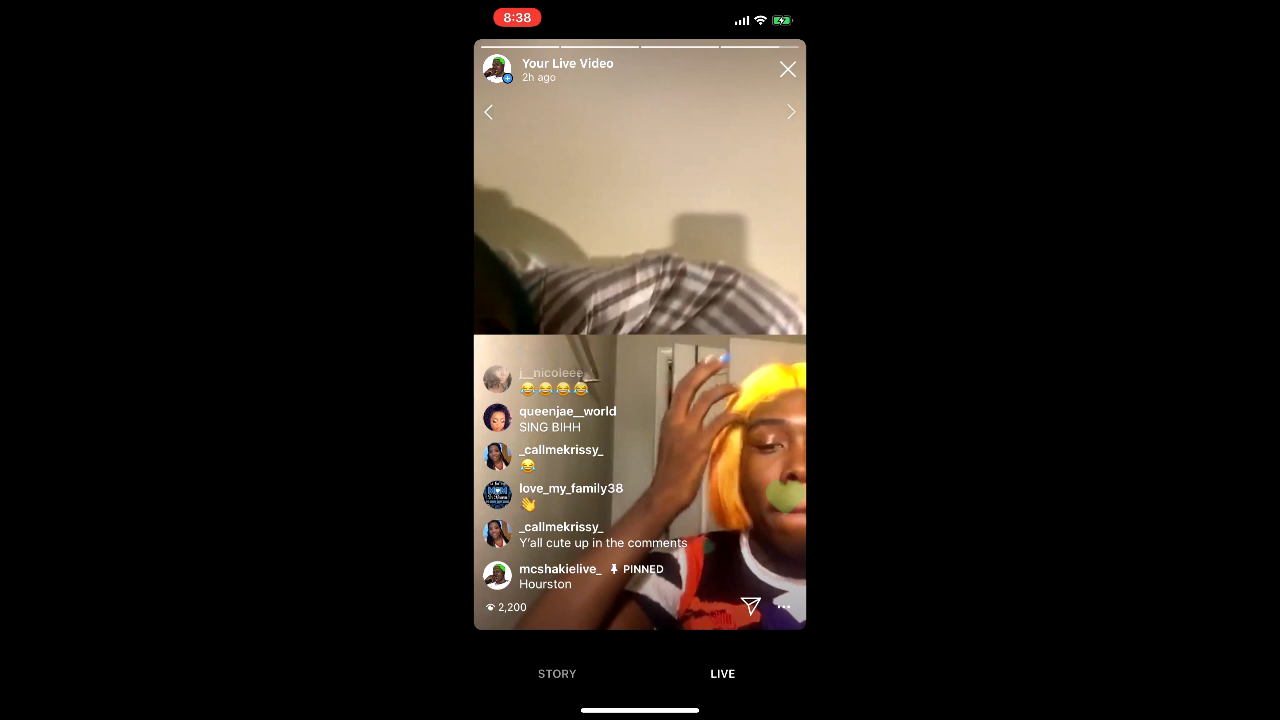 8:38
Your Live Video
2h ago
j__nicoleee
😂😂😂😂
queenjae__world
SING BIHH
_callmekrissy_
😂
love_my_family38
👋
_callmekrissy_
Y'all cute up in the comments
mcshakielive_ PINNED
Hourston
2,200
STORY
LIVE